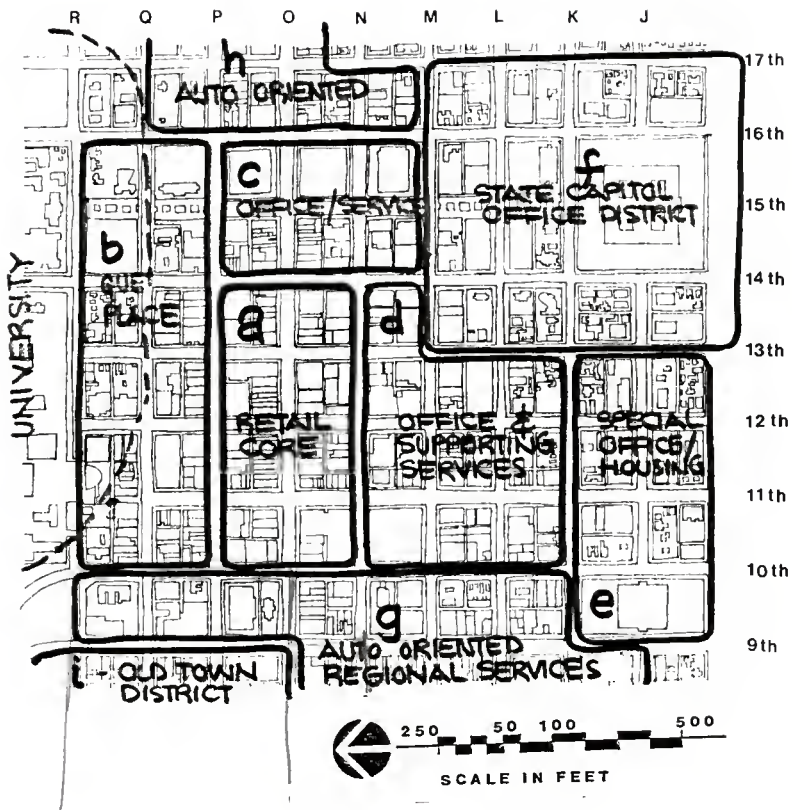 R Q P O N M L K J
17th
h
AUTO ORIENTED
16th
c
OFFICE/SERVICE
f
STATE CAPITOL
OFFICE DISTRICT
15th
b
QUE
PLACE
14th
UNIVERSITY
a
d
13th
RETAIL
CORE
OFFICE &
SUPPORTING
SERVICES
SPECIAL
OFFICE/
HOUSING
12th
11th
10th
g
e
9th
AUTO ORIENTED
REGIONAL SERVICES
i - OLD TOWN
DISTRICT
250 50 100 500
SCALE IN FEET